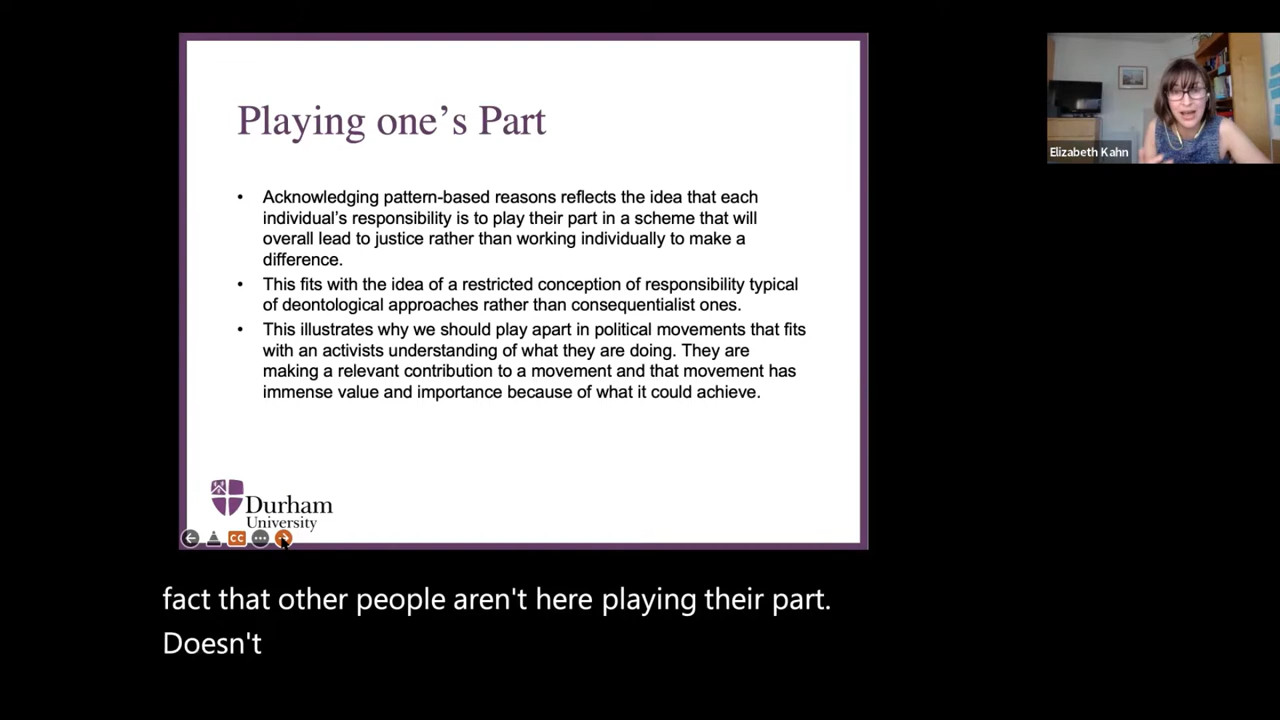 Playing one's Part
• Acknowledging pattern-based reasons reflects the idea that each
individual's responsibility is to play their part in a scheme that will
overall lead to justice rather than working individually to make a
difference.
• This fits with the idea of a restricted conception of responsibility typical
of deontological approaches rather than consequentialist ones.
• This illustrates why we should play apart in political movements that fits
with an activists understanding of what they are doing. They are
making a relevant contribution to a movement and that movement has
immense value and importance because of what it could achieve.
Durham
University
CC
Elizabeth Kahn
fact that other people aren't here playing their part.
Doesn't